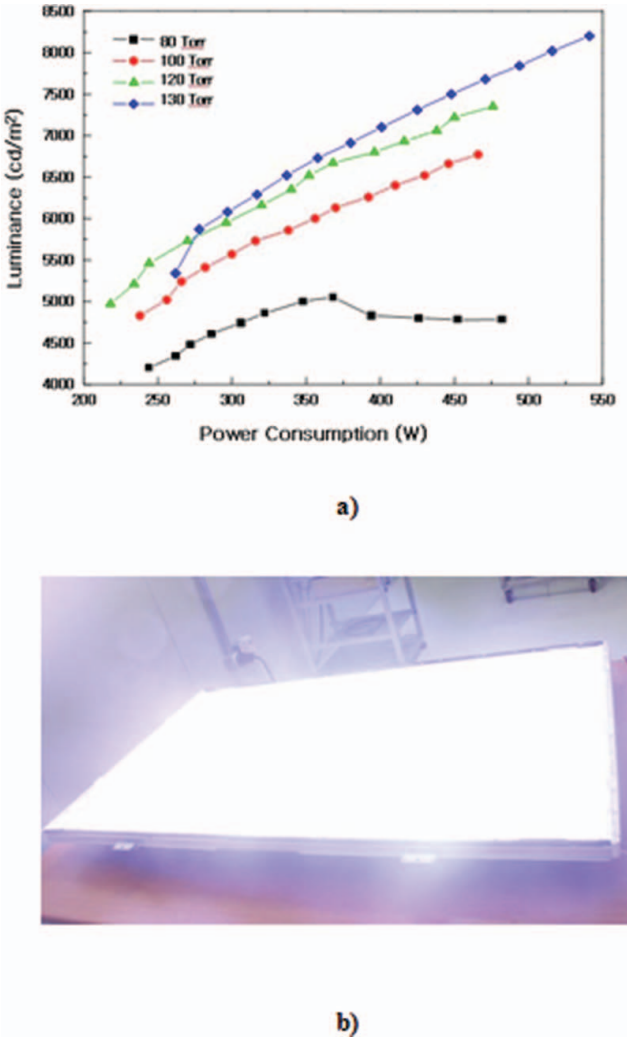 8500
8000
7500
7000
6500
6000
5500
5000
4500
4000
Luminance (cd/m²)
80 Torr
100 Torr
120 Torr
130 Torr
200 250 300 350 400 450 500 550
Power Consumption (W)
a)
b)